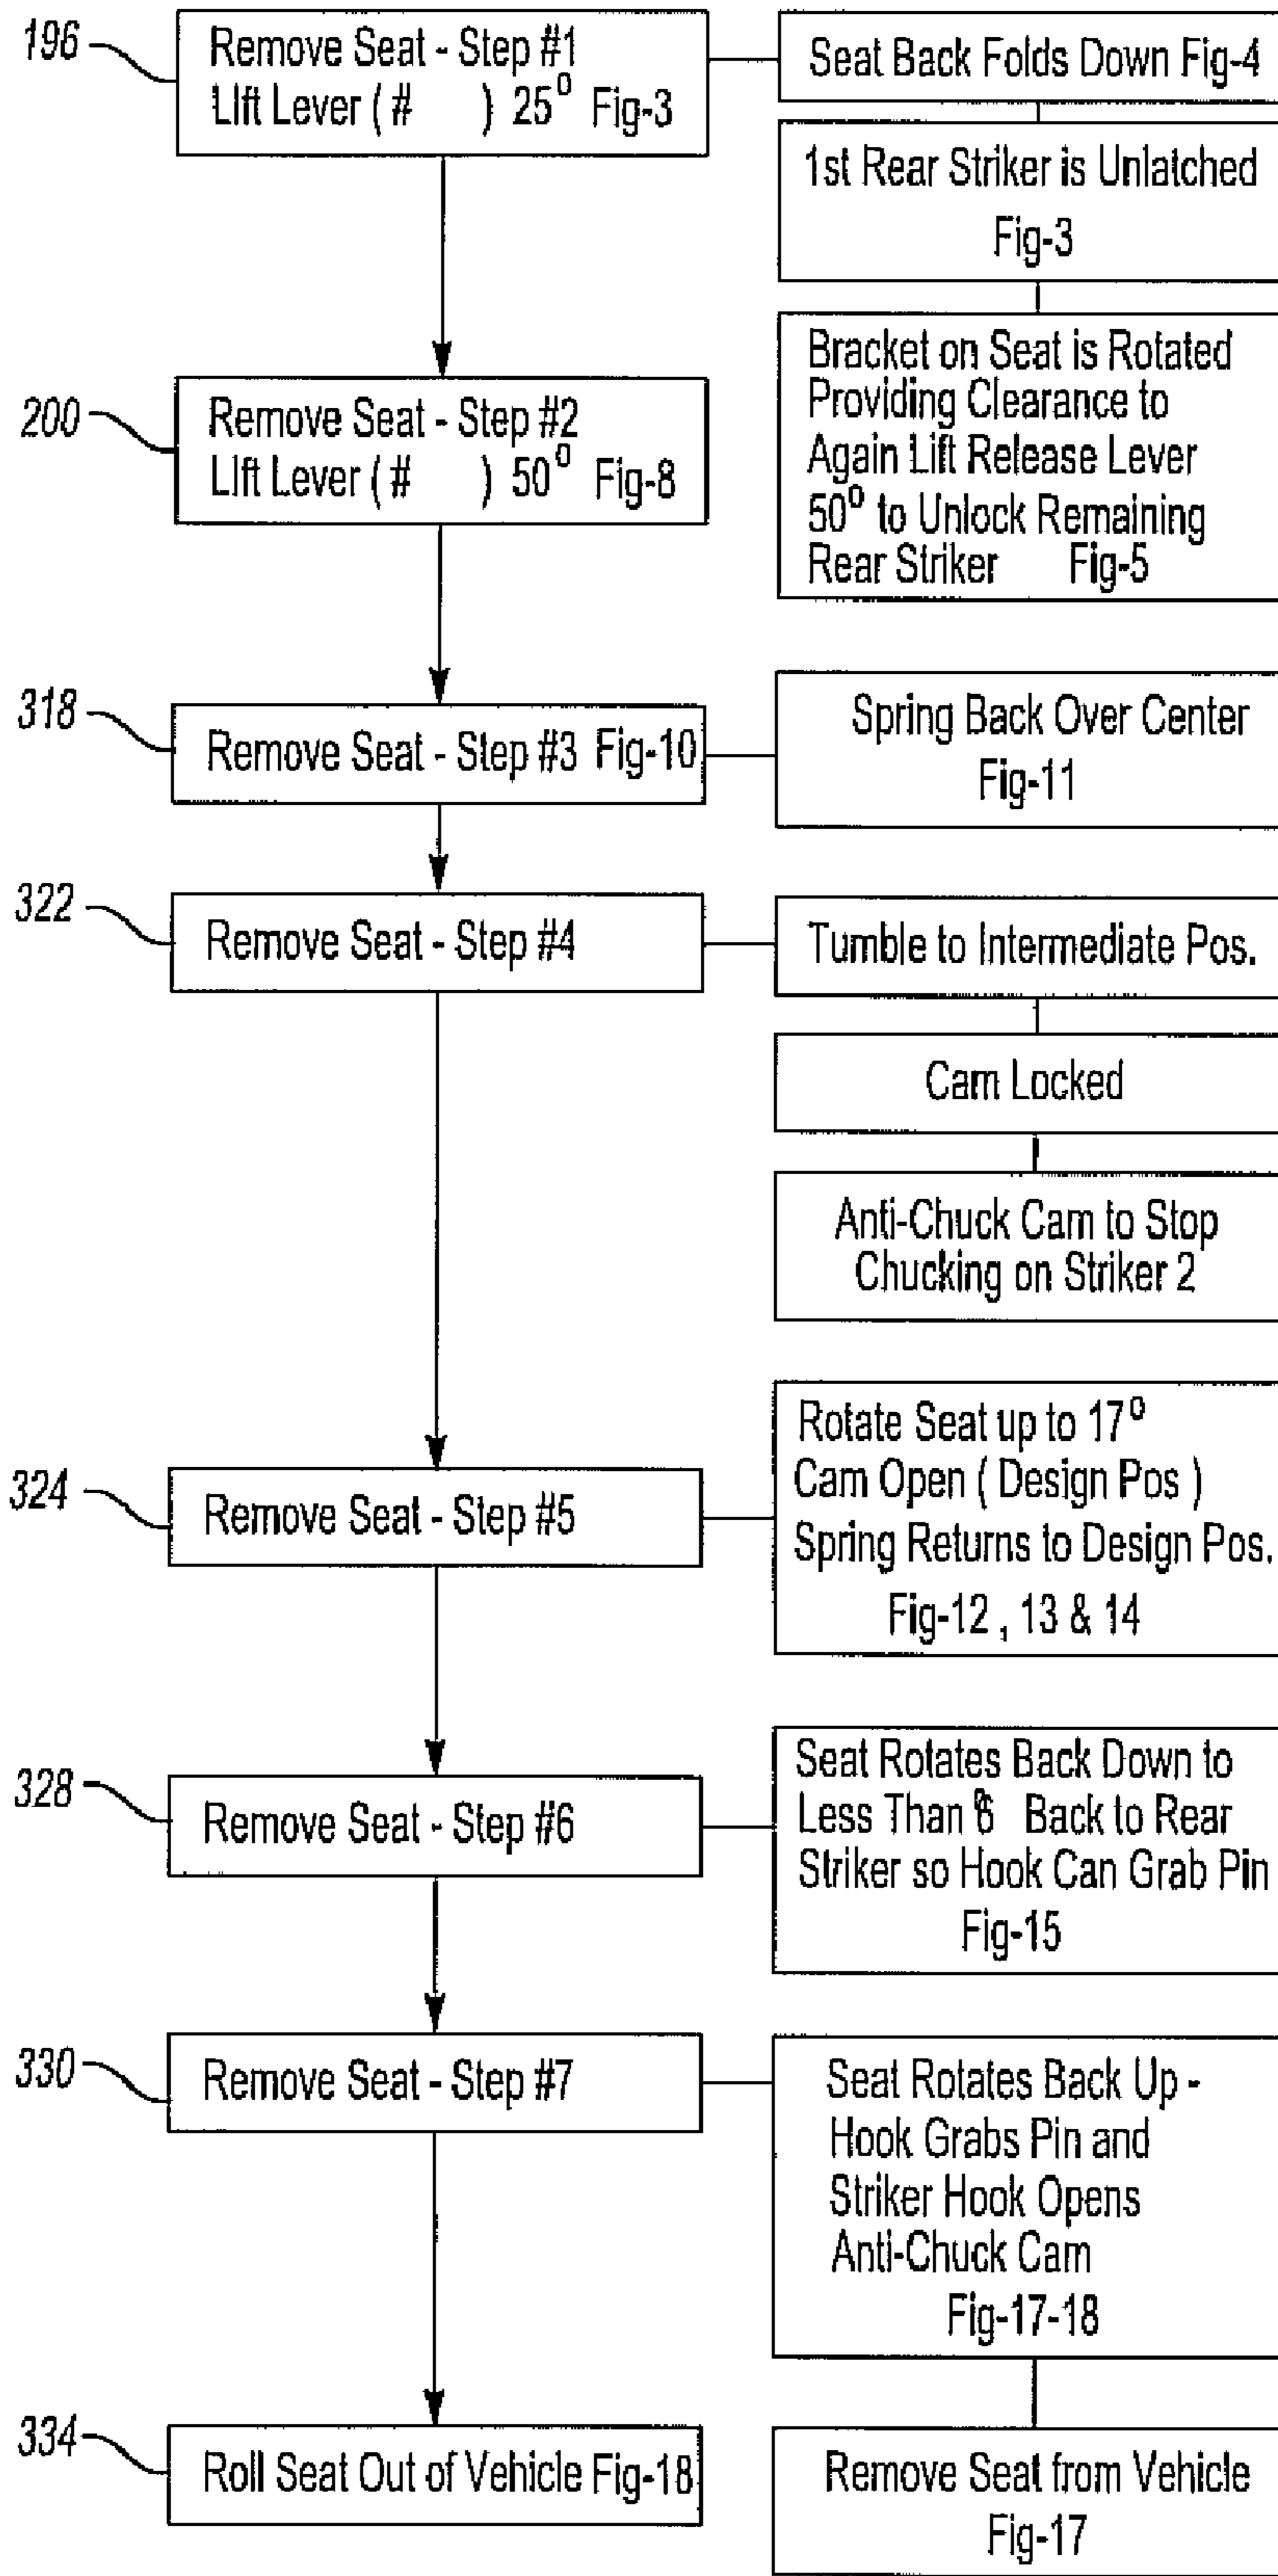 196
Remove Seat - Step #1
LIft Lever ( # ) 25° Fig-3
Seat Back Folds Down Fig-4
1st Rear Striker is Unlatched
Fig-3
Bracket on Seat is Rotated
Providing Clearance to
Again Lift Release Lever
50° to Unlock Remaining
Rear Striker Fig-5
200
Remove Seat - Step #2
LIft Lever ( # ) 50° Fig-8
318
Remove Seat - Step #3 Fig-10
Spring Back Over Center
Fig-11
322
Remove Seat - Step #4
Tumble to Intermediate Pos.
Cam Locked
Anti-Chuck Cam to Stop
Chucking on Striker 2
324
Remove Seat - Step #5
Rotate Seat up to 17°
Cam Open ( Design Pos )
Spring Returns to Design Pos.
Fig-12 , 13 & 14
328
Remove Seat - Step #6
Seat Rotates Back Down to
Less Than Back to Rear
Striker so Hook Can Grab Pin
Fig-15
330
Remove Seat - Step #7
Seat Rotates Back Up -
Hook Grabs Pin and
Striker Hook Opens
Anti-Chuck Cam
Fig-17-18
334
Roll Seat Out of Vehicle Fig-18
Remove Seat from Vehicle
Fig-17